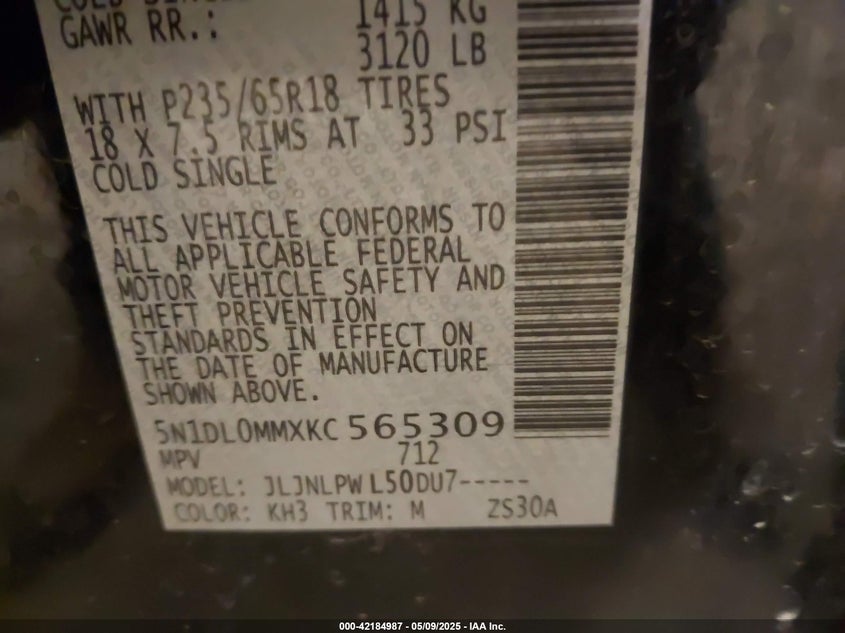 GAWR RR.: 1415 KG
3120 LB
WITH P235/65R18 TIRES
18 X 7.5 RIMS AT 33 PSI
COLD SINGLE
THIS VEHICLE CONFORMS TO
ALL APPLICABLE FEDERAL
MOTOR VEHICLE SAFETY AND
THEFT PREVENTION
STANDARDS IN EFFECT ON
THE DATE OF MANUFACTURE
SHOWN ABOVE.
5N1DL0MMXKC565309
MPV 712
MODEL: JLJNLPWL50DU7-----
COLOR: KH3 TRIM: M ZS30A
000-42184987 - 05/09/2025 - IAA Inc.